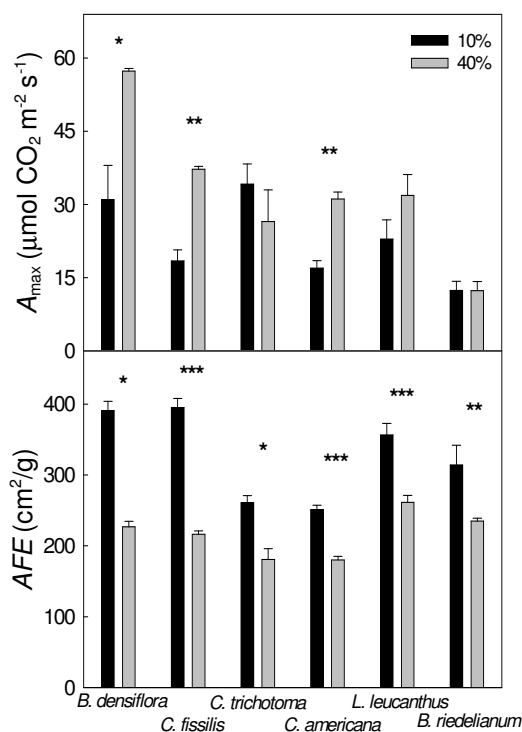 10%
40%
A_max (µmol CO₂ m⁻² s⁻¹)
60
45
30
15
0
* ** **
AFE (cm²/g)
400
300
200
100
0
* *** * *** *** **
B. densiflora C. trichotoma L. leucanthus
C. fissilis C. americana B. riedelianum